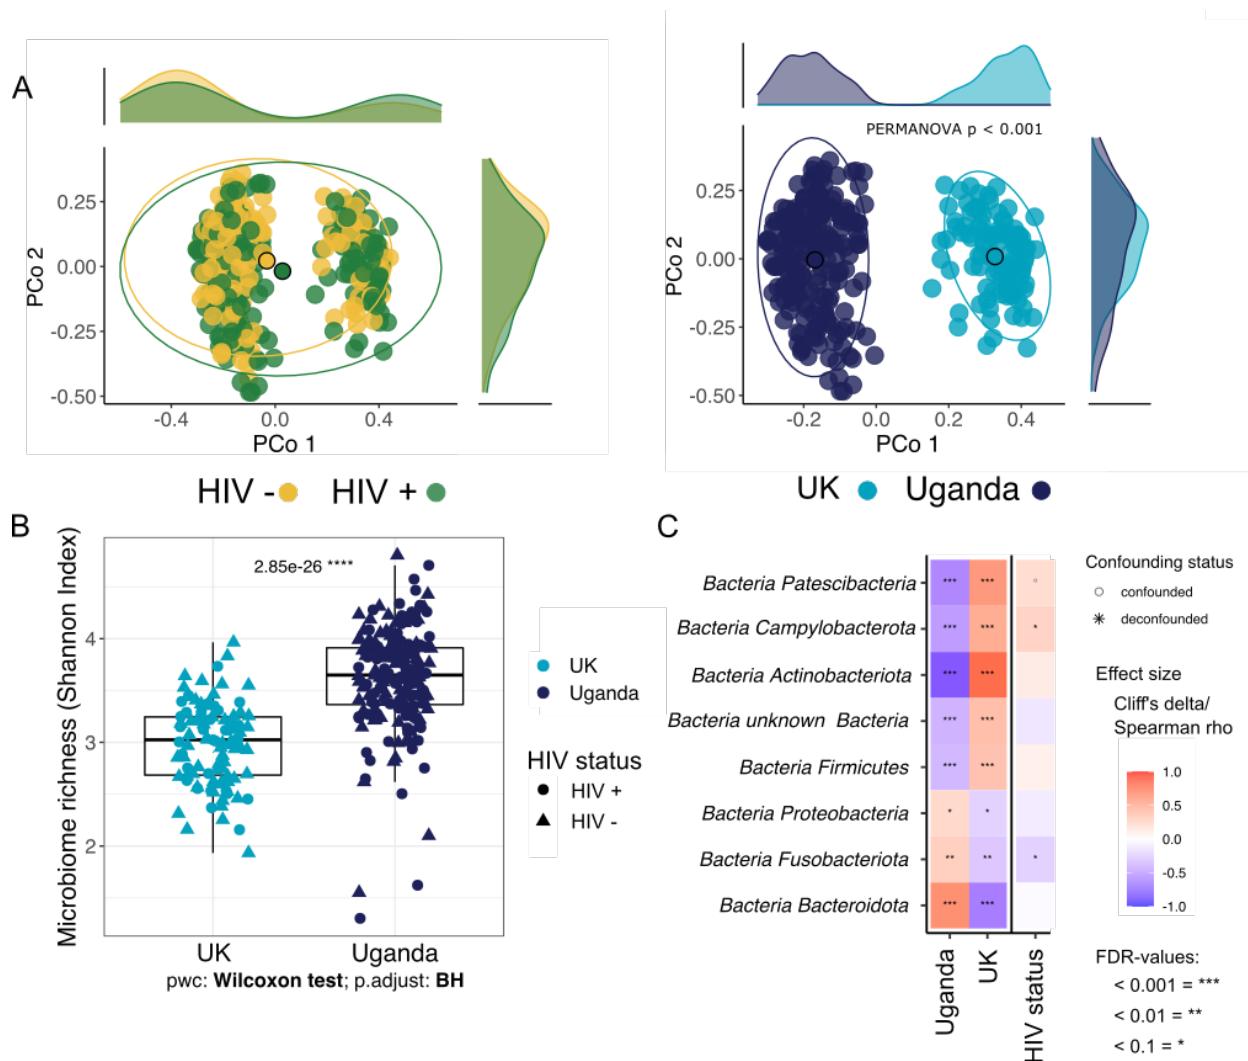 A
PERMANOVA p < 0.001
PCo 2
0.25
0.00
-0.25
-0.50
-0.4
0.0
0.4
PCo 1
PCo 2
0.25
0.00
-0.25
-0.50
-0.2
0.0
0.2
0.4
PCo 1
HIV -
HIV +
UK
Uganda
B
Microbiome richness (Shannon Index)
2.85e-26 ****
4
3
2
UK
Uganda
pwc: Wilcoxon test; p.adjust: BH
UK
Uganda
HIV status
HIV +
HIV -
C
Bacteria Patescibacteria
*** ***
Bacteria Campylobacterota
*** *** *
Bacteria Actinobacteriota
*** ***
Bacteria unknown Bacteria
*** ***
Bacteria Firmicutes
*** ***
Bacteria Proteobacteria
* *
Bacteria Fusobacteriota
** ** *
Bacteria Bacteroidota
*** ***
Uganda
UK
HIV status
Confounding status
confounded
deconfounded
Effect size
Cliff's delta/
Spearman rho
1.0
0.5
0.0
-0.5
-1.0
FDR-values:
< 0.001 = ***
< 0.01 = **
< 0.1 = *